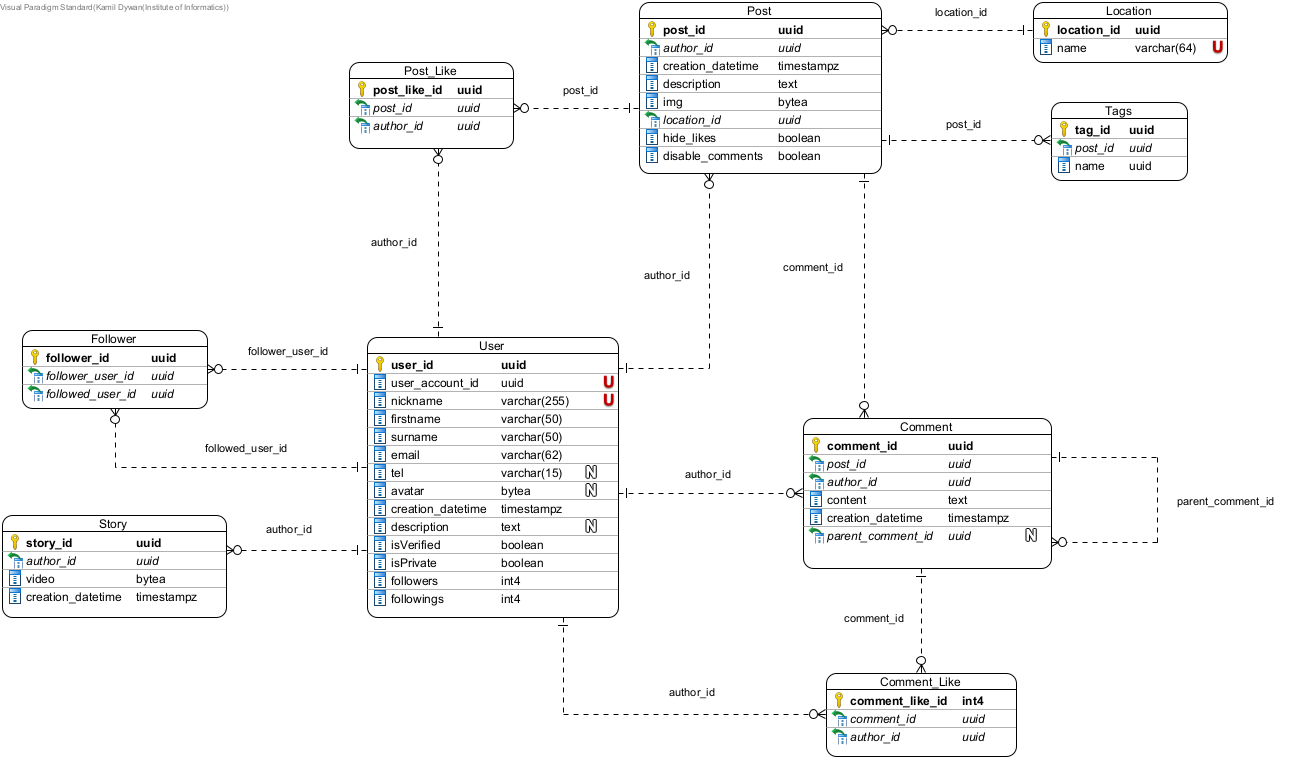 Visual Paradigm Standard(Kamil Dywan(Institute of Informatics))
Post
post_id uuid
author_id uuid
creation_datetime timestampz
description text
img bytea
location_id uuid
hide_likes boolean
disable_comments boolean
location_id
Location
location_id uuid
name varchar(64) U
Post_Like
post_like_id uuid
post_id uuid
author_id uuid
post_id
post_id
Tags
tag_id uuid
post_id uuid
name uuid
author_id
author_id
comment_id
Follower
follower_id uuid
follower_user_id uuid
followed_user_id uuid
follower_user_id
followed_user_id
User
user_id uuid
user_account_id uuid U
nickname varchar(255) U
firstname varchar(50)
surname varchar(50)
email varchar(62)
tel varchar(15) N
avatar bytea N
creation_datetime timestampz
description text N
isVerified boolean
isPrivate boolean
followers int4
followings int4
author_id
Comment
comment_id uuid
post_id uuid
author_id uuid
content text
creation_datetime timestampz
parent_comment_id uuid N
parent_comment_id
Story
story_id uuid
author_id uuid
video bytea
creation_datetime timestampz
author_id
comment_id
author_id
Comment_Like
comment_like_id int4
comment_id uuid
author_id uuid